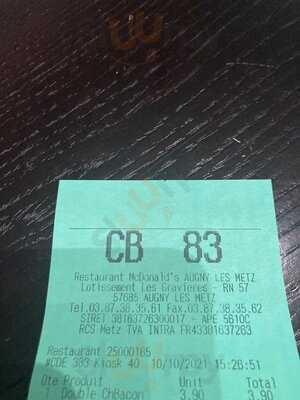 CB 83
Restaurant McDonald's AUGNY LES METZ
Lotissement Les Gravieres - RN 57
57685 AUGNY LES METZ
Tel.03.87.38.35.61 Fax.03.87.38.35.62
SIRET 38163726300017 - APE 5610C
RCS Metz TVA INTRA FR43381637263
Restaurant 25000165
#CDE 383 Kiosk 40 10/10/2021 15:26:51
Qte Produit Unit Total
1 Double ChBacon 3.90 3.90